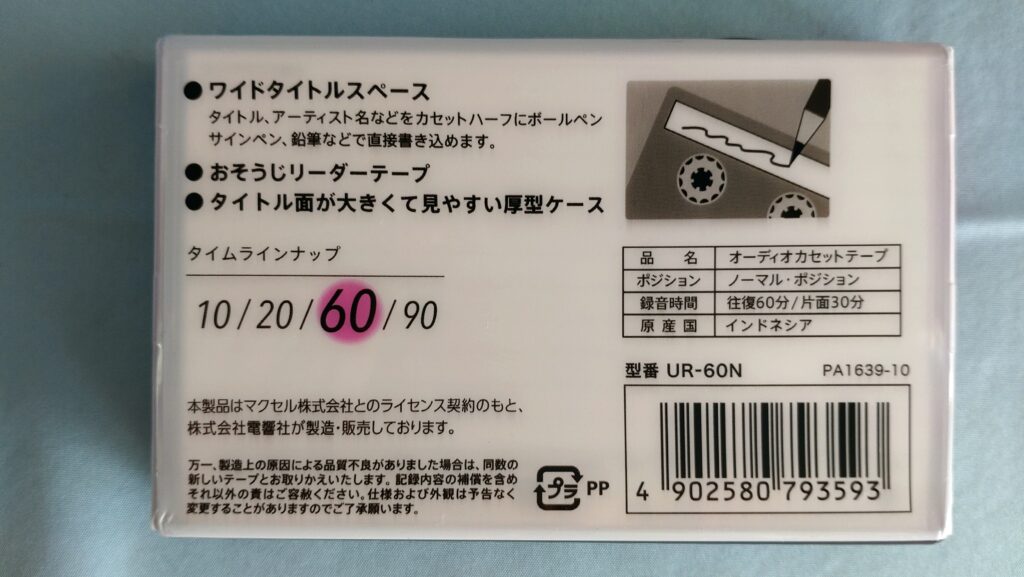 ● ワイドタイトルスペース
タイトル、アーティスト名などをカセットハーフにボールペン
サインペン、鉛筆などで直接書き込めます。
● おそうじリーダーテープ
● タイトル面が大きくて見やすい厚型ケース
タイムラインナップ
10/20/60/90
品名 オーディオカセットテープ
ポジション ノーマル・ポジション
録音時間 往復60分/片面30分
原産国 インドネシア
型番 UR-60N PA1639-10
本製品はマクセル株式会社とのライセンス契約のもと、
株式会社電響社が製造・販売しております。
万一、製造上の原因による品質不良がありました場合は、同数の
新しいテープとお取りかえいたします。記録内容の補償を含め
それ以外の責はご容赦ください。仕様および外観は予告なく
変更することがありますのでご了承願います。
プラ PP
4 902580 793593